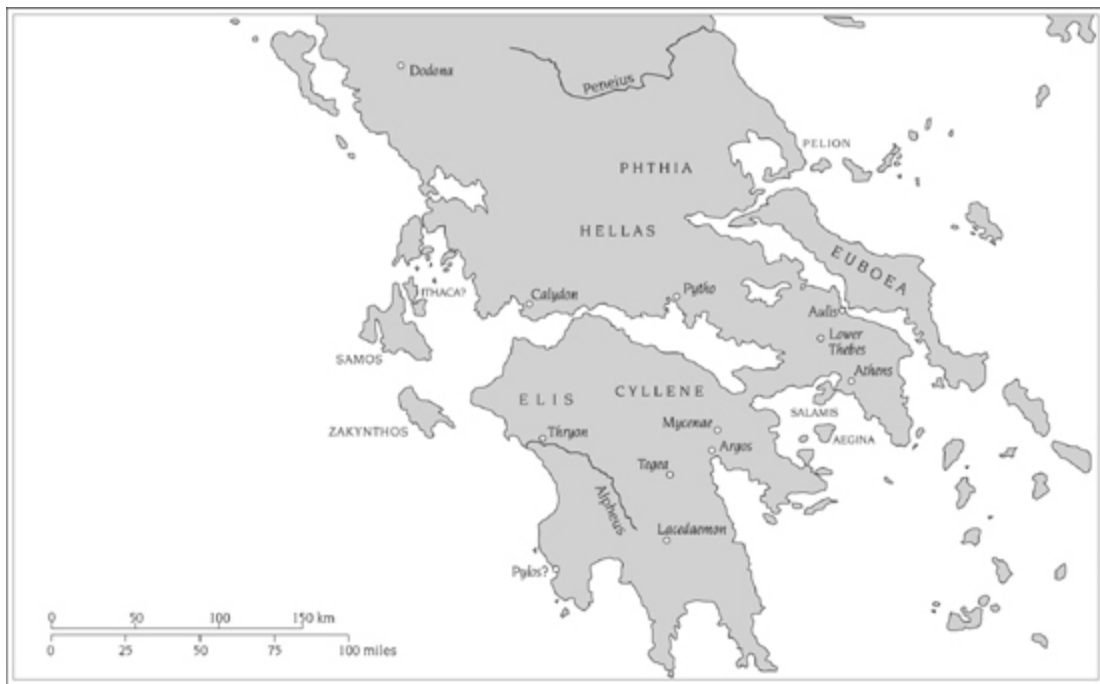 Dodona
Peneius
PELION
PHTHIA
HELLAS
EUBOEA
ITHACA?
Calydon
Pytho
Aulis
Lower
Thebes
SAMOS
Athens
ELIS
CYLLENE
SALAMIS
ZAKYNTHOS
Thryon
Mycenae
AEGINA
Argos
Tegea
Alpheus
Lacedaemon
Pylos?
0 50 100 150 km
0 25 50 75 100 miles